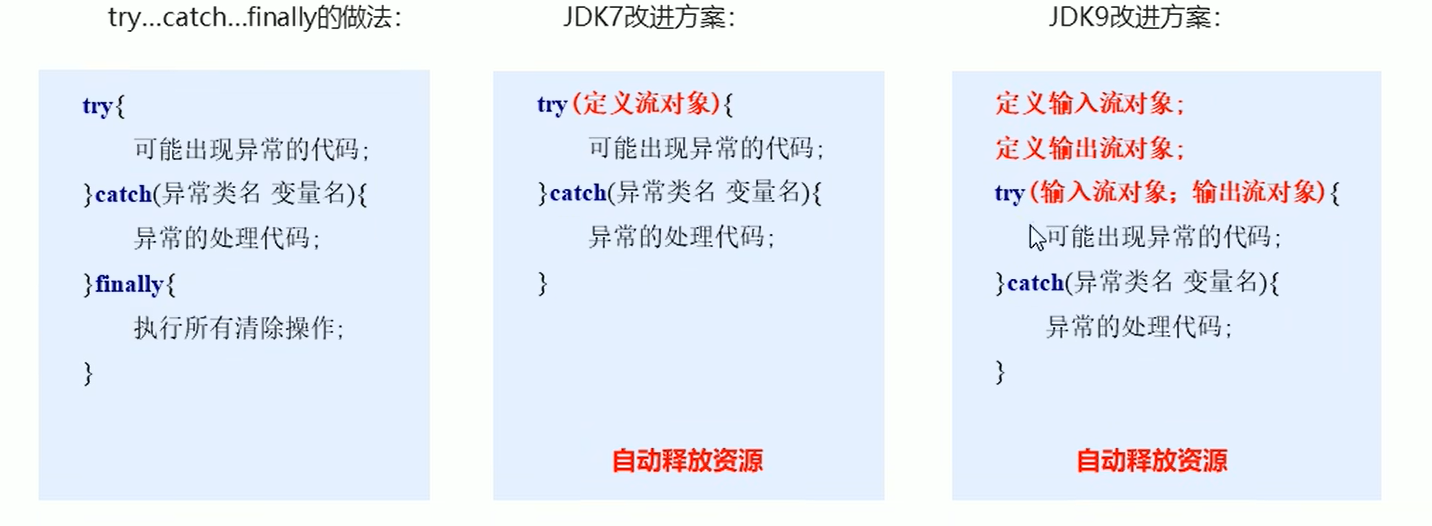 try...catch...finally的做法：
try{
可能出现异常的代码;
}catch(异常类名 变量名){
异常的处理代码;
}finally{
执行所有清除操作;
}
JDK7改进方案：
try(定义流对象){
可能出现异常的代码;
}catch(异常类名 变量名){
异常的处理代码;
}
自动释放资源
JDK9改进方案：
定义输入流对象;
定义输出流对象;
try(输入流对象；输出流对象){
可能出现异常的代码;
}catch(异常类名 变量名){
异常的处理代码;
}
自动释放资源